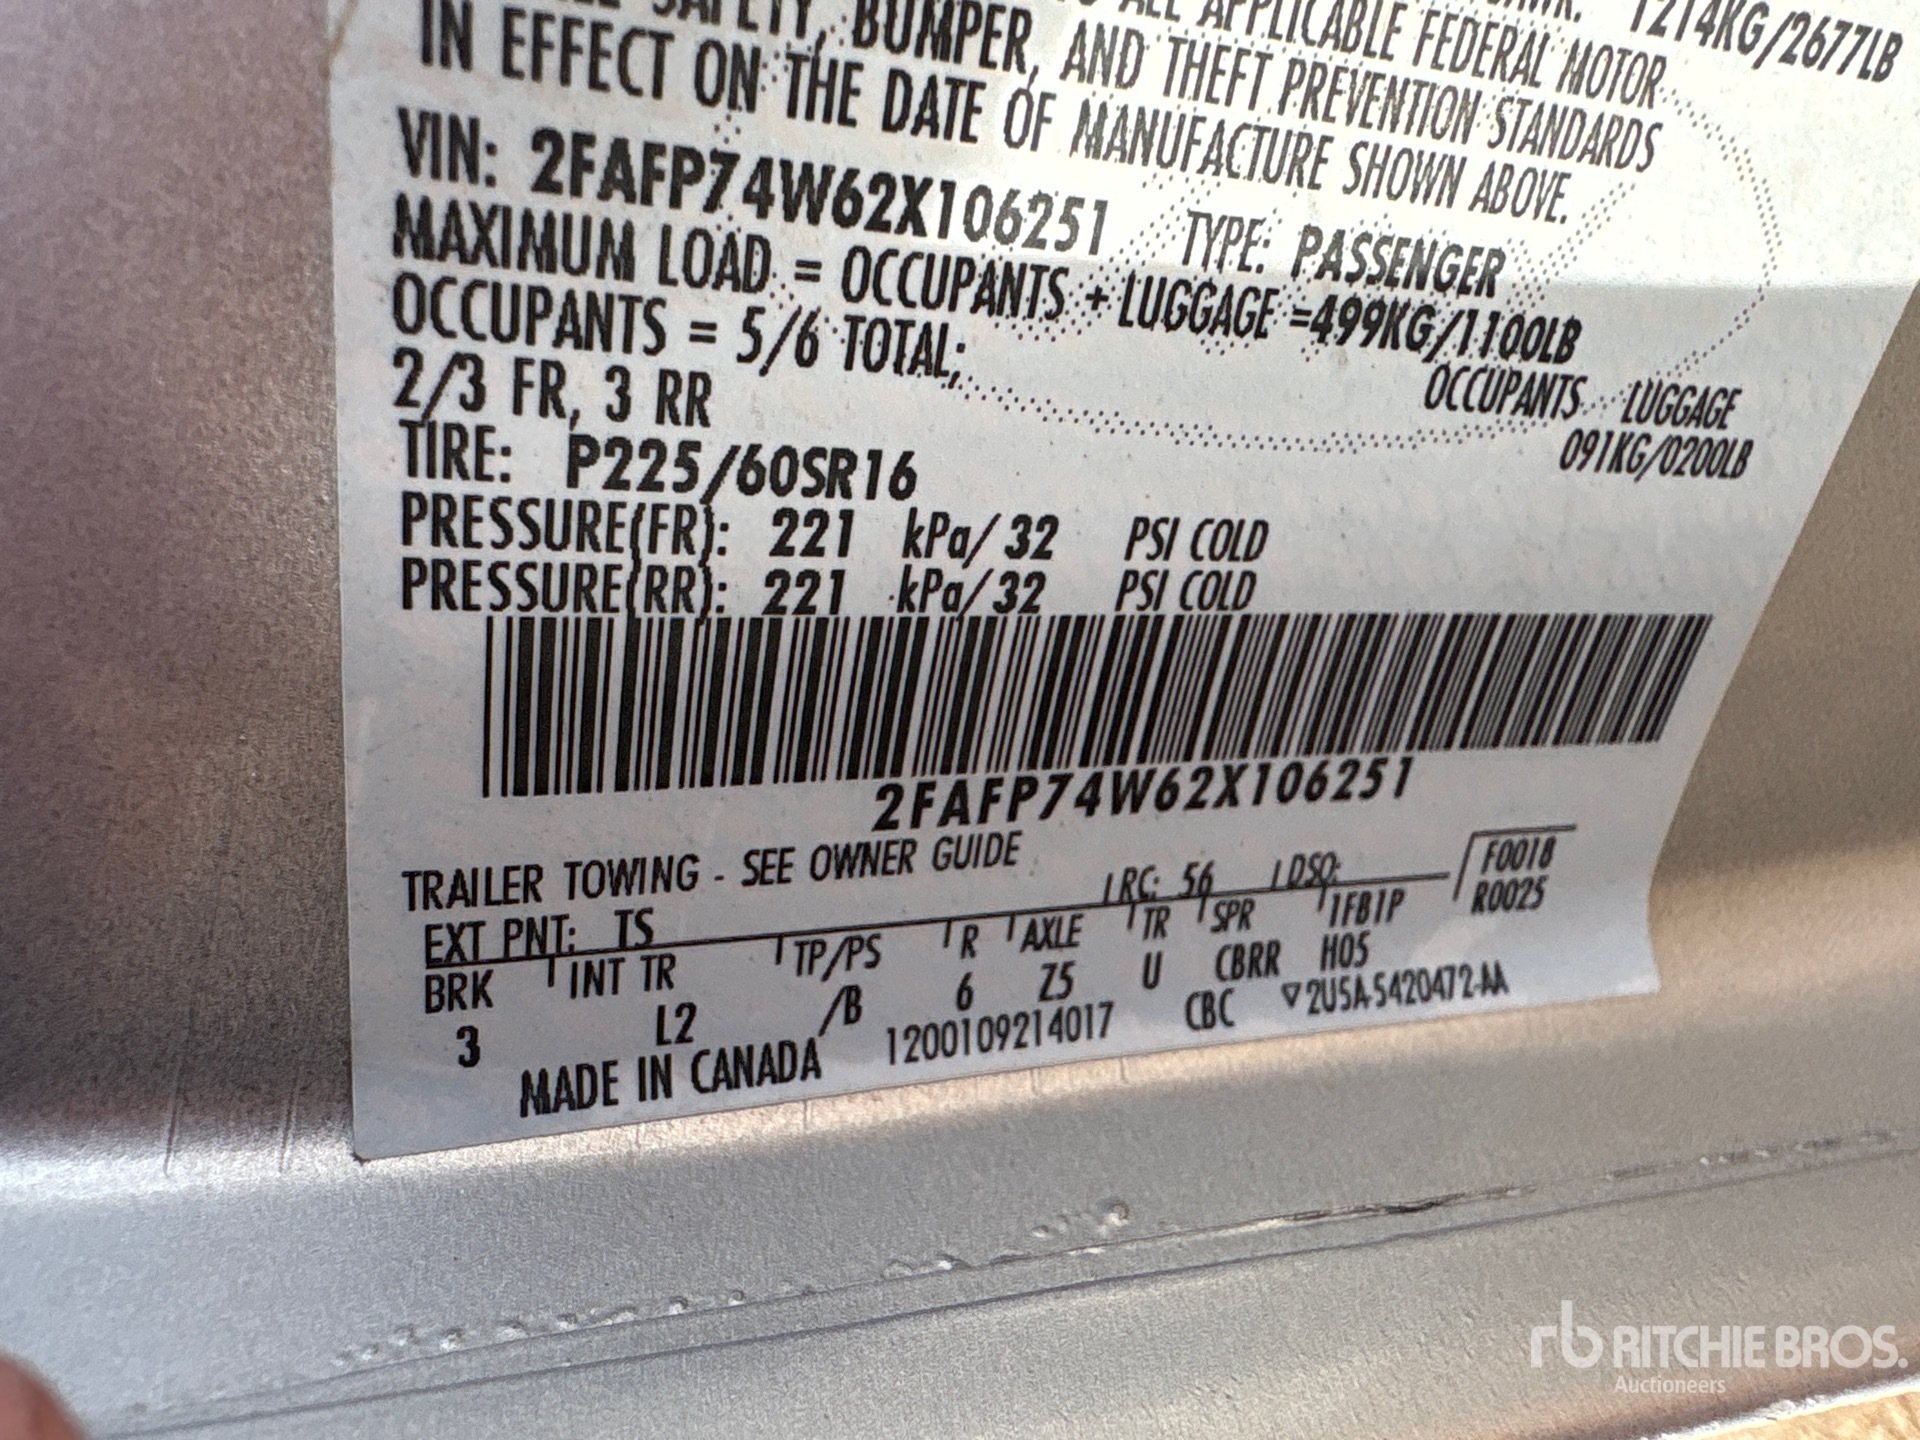 1214KG/2677LB
SAFETY, BUMPER, AND THEFT PREVENTION STANDARDS
ALL APPLICABLE FEDERAL MOTOR
IN EFFECT ON THE DATE OF MANUFACTURE SHOWN ABOVE.
VIN: 2FAFP74W62X106251 TYPE: PASSENGER
MAXIMUM LOAD = OCCUPANTS + LUGGAGE =499KG/1100LB
OCCUPANTS = 5/6 TOTAL; OCCUPANTS LUGGAGE
2/3 FR, 3 RR 091KG/0200LB
TIRE: P225/60SR16
PRESSURE(FR): 221 kPa/ 32 PSI COLD
PRESSURE(RR): 221 kPa/ 32 PSI COLD
2FAFP74W62X106251
TRAILER TOWING - SEE OWNER GUIDE
EXT PNT: TS RC: 56 DSO: F0018
R0025
BRK INT TR TP/PS R AXLE TR SPR 1FB1P
3 L2 /B 6 Z5 U CBRR H05
MADE IN CANADA 1200109214017 CBC ▽2U5A-5420472-AA
rb RITCHIE BROS.
Auctioneers